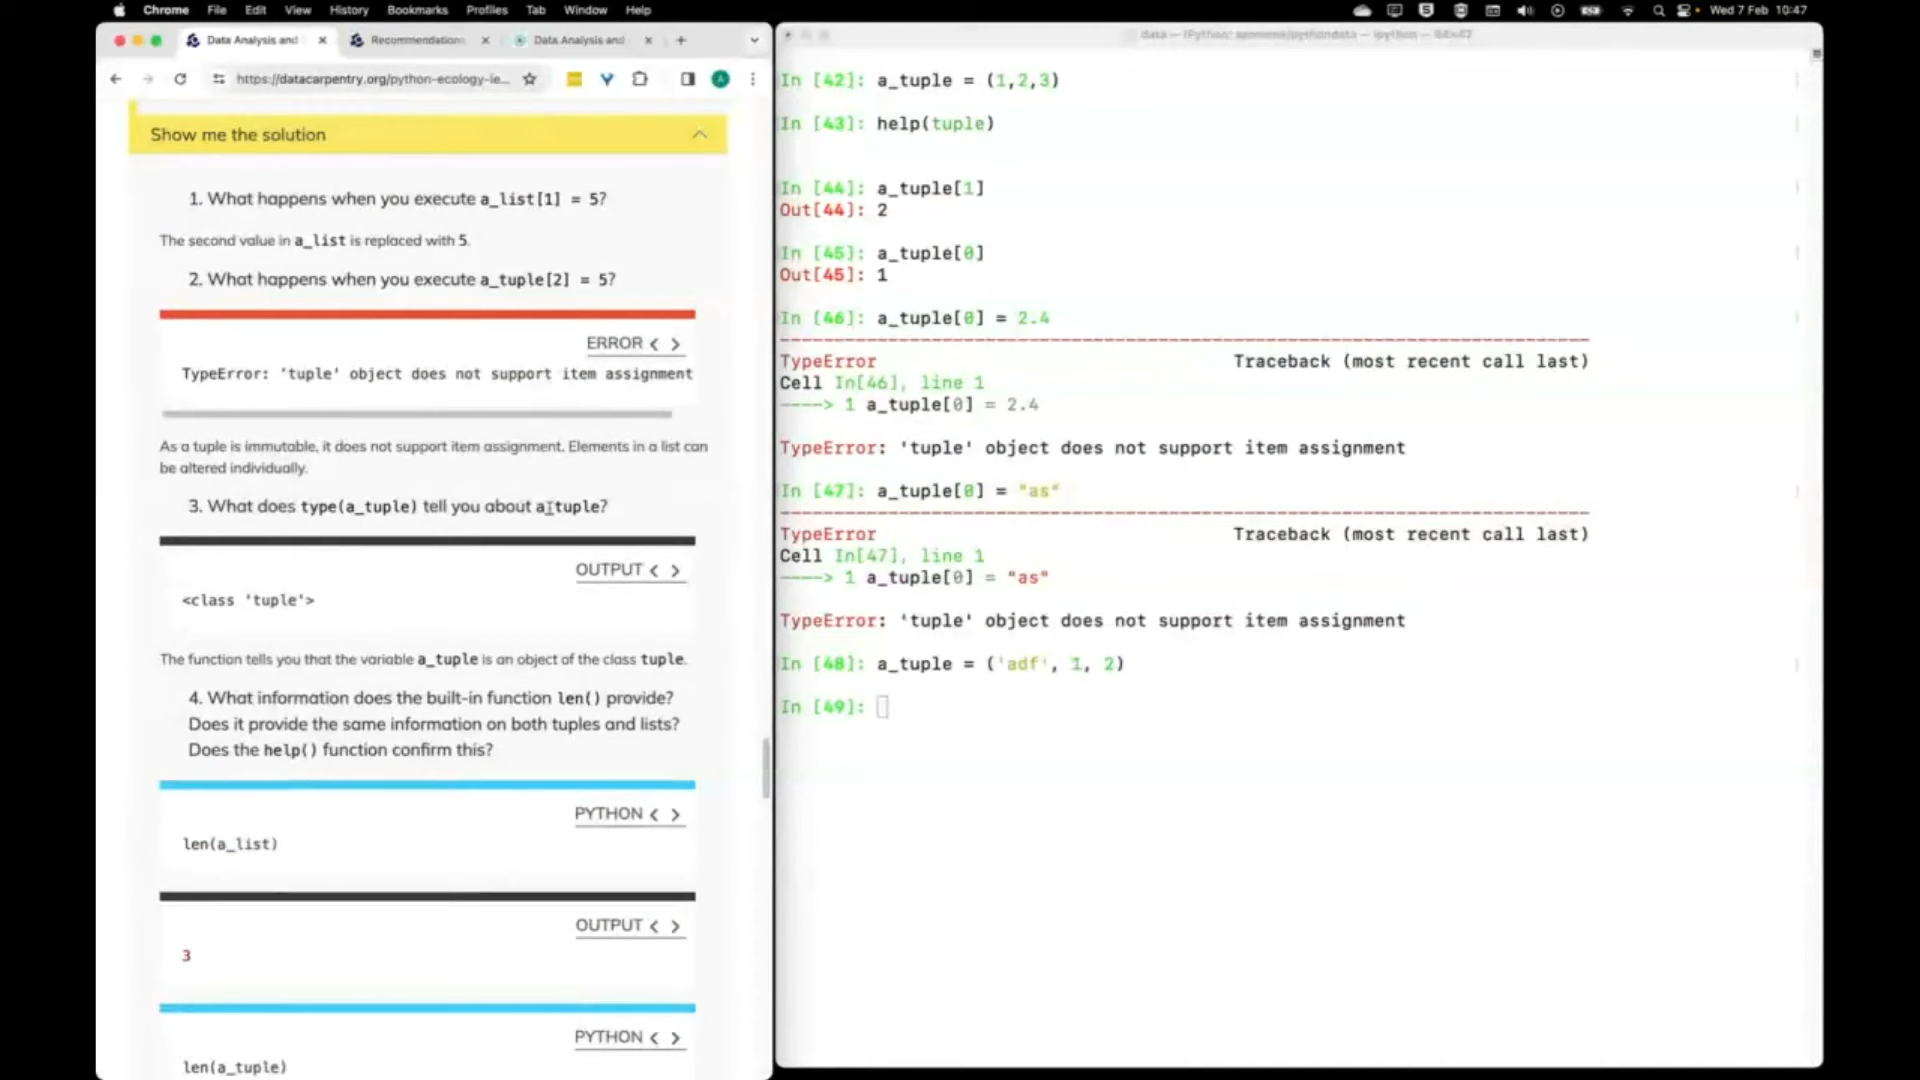 Chrome File Edit View History Bookmarks Profiles Tab Window Help Wed 7 Feb 10:47
Data Analysis and Recommendation Data Analysis and
https://datacarpentry.org/python-ecology-le...
Show me the solution
1. What happens when you execute a_list[1] = 5?
The second value in a_list is replaced with 5.
2. What happens when you execute a_tuple[2] = 5?
ERROR < >
TypeError: 'tuple' object does not support item assignment
As a tuple is immutable, it does not support item assignment. Elements in a list can
be altered individually.
3. What does type(a_tuple) tell you about a_tuple?
OUTPUT < >
<class 'tuple'>
The function tells you that the variable a_tuple is an object of the class tuple.
4. What information does the built-in function len() provide?
Does it provide the same information on both tuples and lists?
Does the help() function confirm this?
PYTHON < >
len(a_list)
OUTPUT < >
3
PYTHON < >
len(a_tuple)
In [42]: a_tuple = (1,2,3)
In [43]: help(tuple)
In [44]: a_tuple[1]
Out[44]: 2
In [45]: a_tuple[0]
Out[45]: 1
In [46]: a_tuple[0] = 2.4
TypeError Traceback (most recent call last)
Cell In[46], line 1
----> 1 a_tuple[0] = 2.4
TypeError: 'tuple' object does not support item assignment
In [47]: a_tuple[0] = "as"
TypeError Traceback (most recent call last)
Cell In[47], line 1
----> 1 a_tuple[0] = "as"
TypeError: 'tuple' object does not support item assignment
In [48]: a_tuple = ('adf', 1, 2)
In [49]: